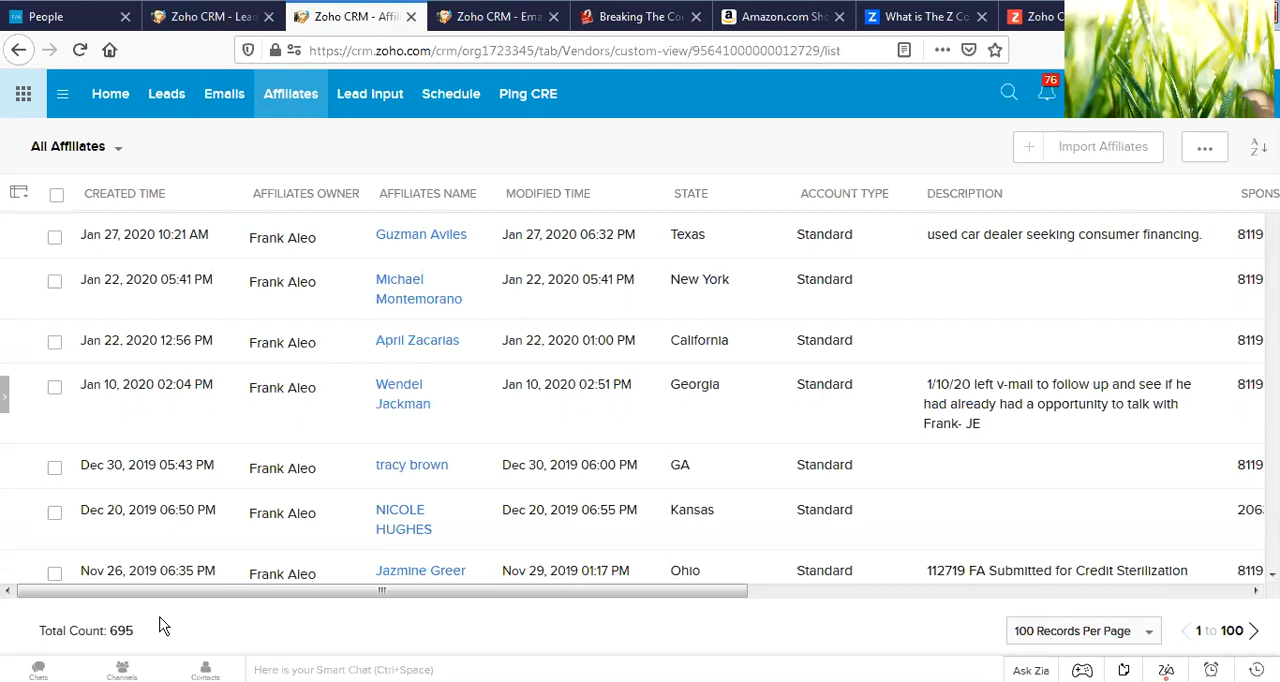 People
Zoho CRM - Lea
Zoho CRM - Affil
Zoho CRM - Ema
Breaking The Co
Amazon.com Sh
What is The Z Co
Zoho C
https://crm.zoho.com/crm/org1723345/tab/Vendors/custom-view/95641000000012729/list
Home
Leads
Emails
Affiliates
Lead Input
Schedule
Ping CRE
76
All Affiliates
Import Affiliates
A
Z
CREATED TIME
AFFILIATES OWNER
AFFILIATES NAME
MODIFIED TIME
STATE
ACCOUNT TYPE
DESCRIPTION
SPONS
Jan 27, 2020 10:21 AM
Frank Aleo
Guzman Aviles
Jan 27, 2020 06:32 PM
Texas
Standard
used car dealer seeking consumer financing.
8119
Jan 22, 2020 05:41 PM
Frank Aleo
Michael
Montemorano
Jan 22, 2020 05:41 PM
New York
Standard
8119
Jan 22, 2020 12:56 PM
Frank Aleo
April Zacarias
Jan 22, 2020 01:00 PM
California
Standard
8119
Jan 10, 2020 02:04 PM
Frank Aleo
Wendel
Jackman
Jan 10, 2020 02:51 PM
Georgia
Standard
1/10/20 left v-mail to follow up and see if he
had already had a opportunity to talk with
Frank- JE
8119
Dec 30, 2019 05:43 PM
Frank Aleo
tracy brown
Dec 30, 2019 06:00 PM
GA
Standard
8119
Dec 20, 2019 06:50 PM
Frank Aleo
NICOLE
HUGHES
Dec 20, 2019 06:55 PM
Kansas
Standard
206
Nov 26, 2019 06:35 PM
Frank Aleo
Jazmine Greer
Nov 29, 2019 01:17 PM
Ohio
Standard
112719 FA Submitted for Credit Sterilization
8119
Total Count: 695
100 Records Per Page
1 to 100
Chats
Channels
Contacts
Here is your Smart Chat (Ctrl+Space)
Ask Zia